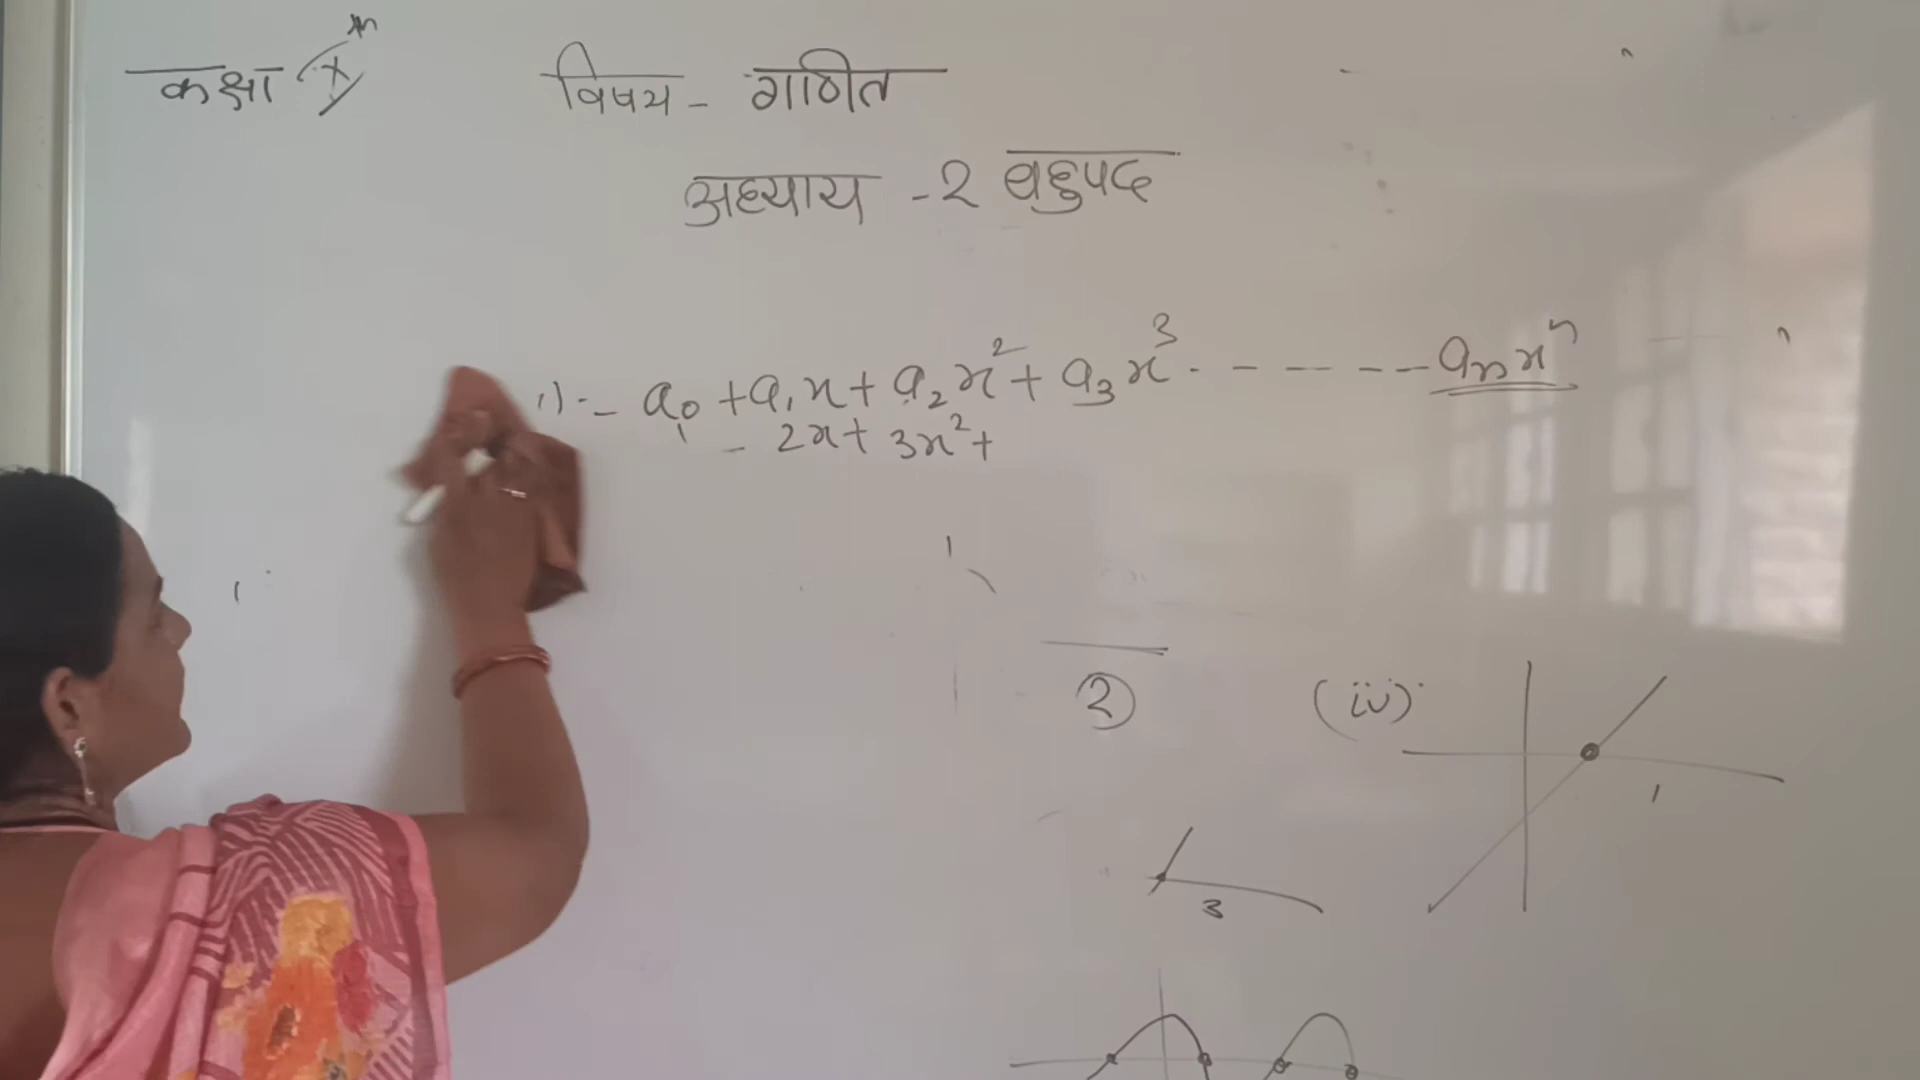 कक्षा X th
विषय - गणित
अध्याय - 2 बहुपद
1) - a₀ + a₁x + a₂x² + a₃x³ - - - - - aₙxⁿ
- 2x + 3x² +
2
(iv)
1
3